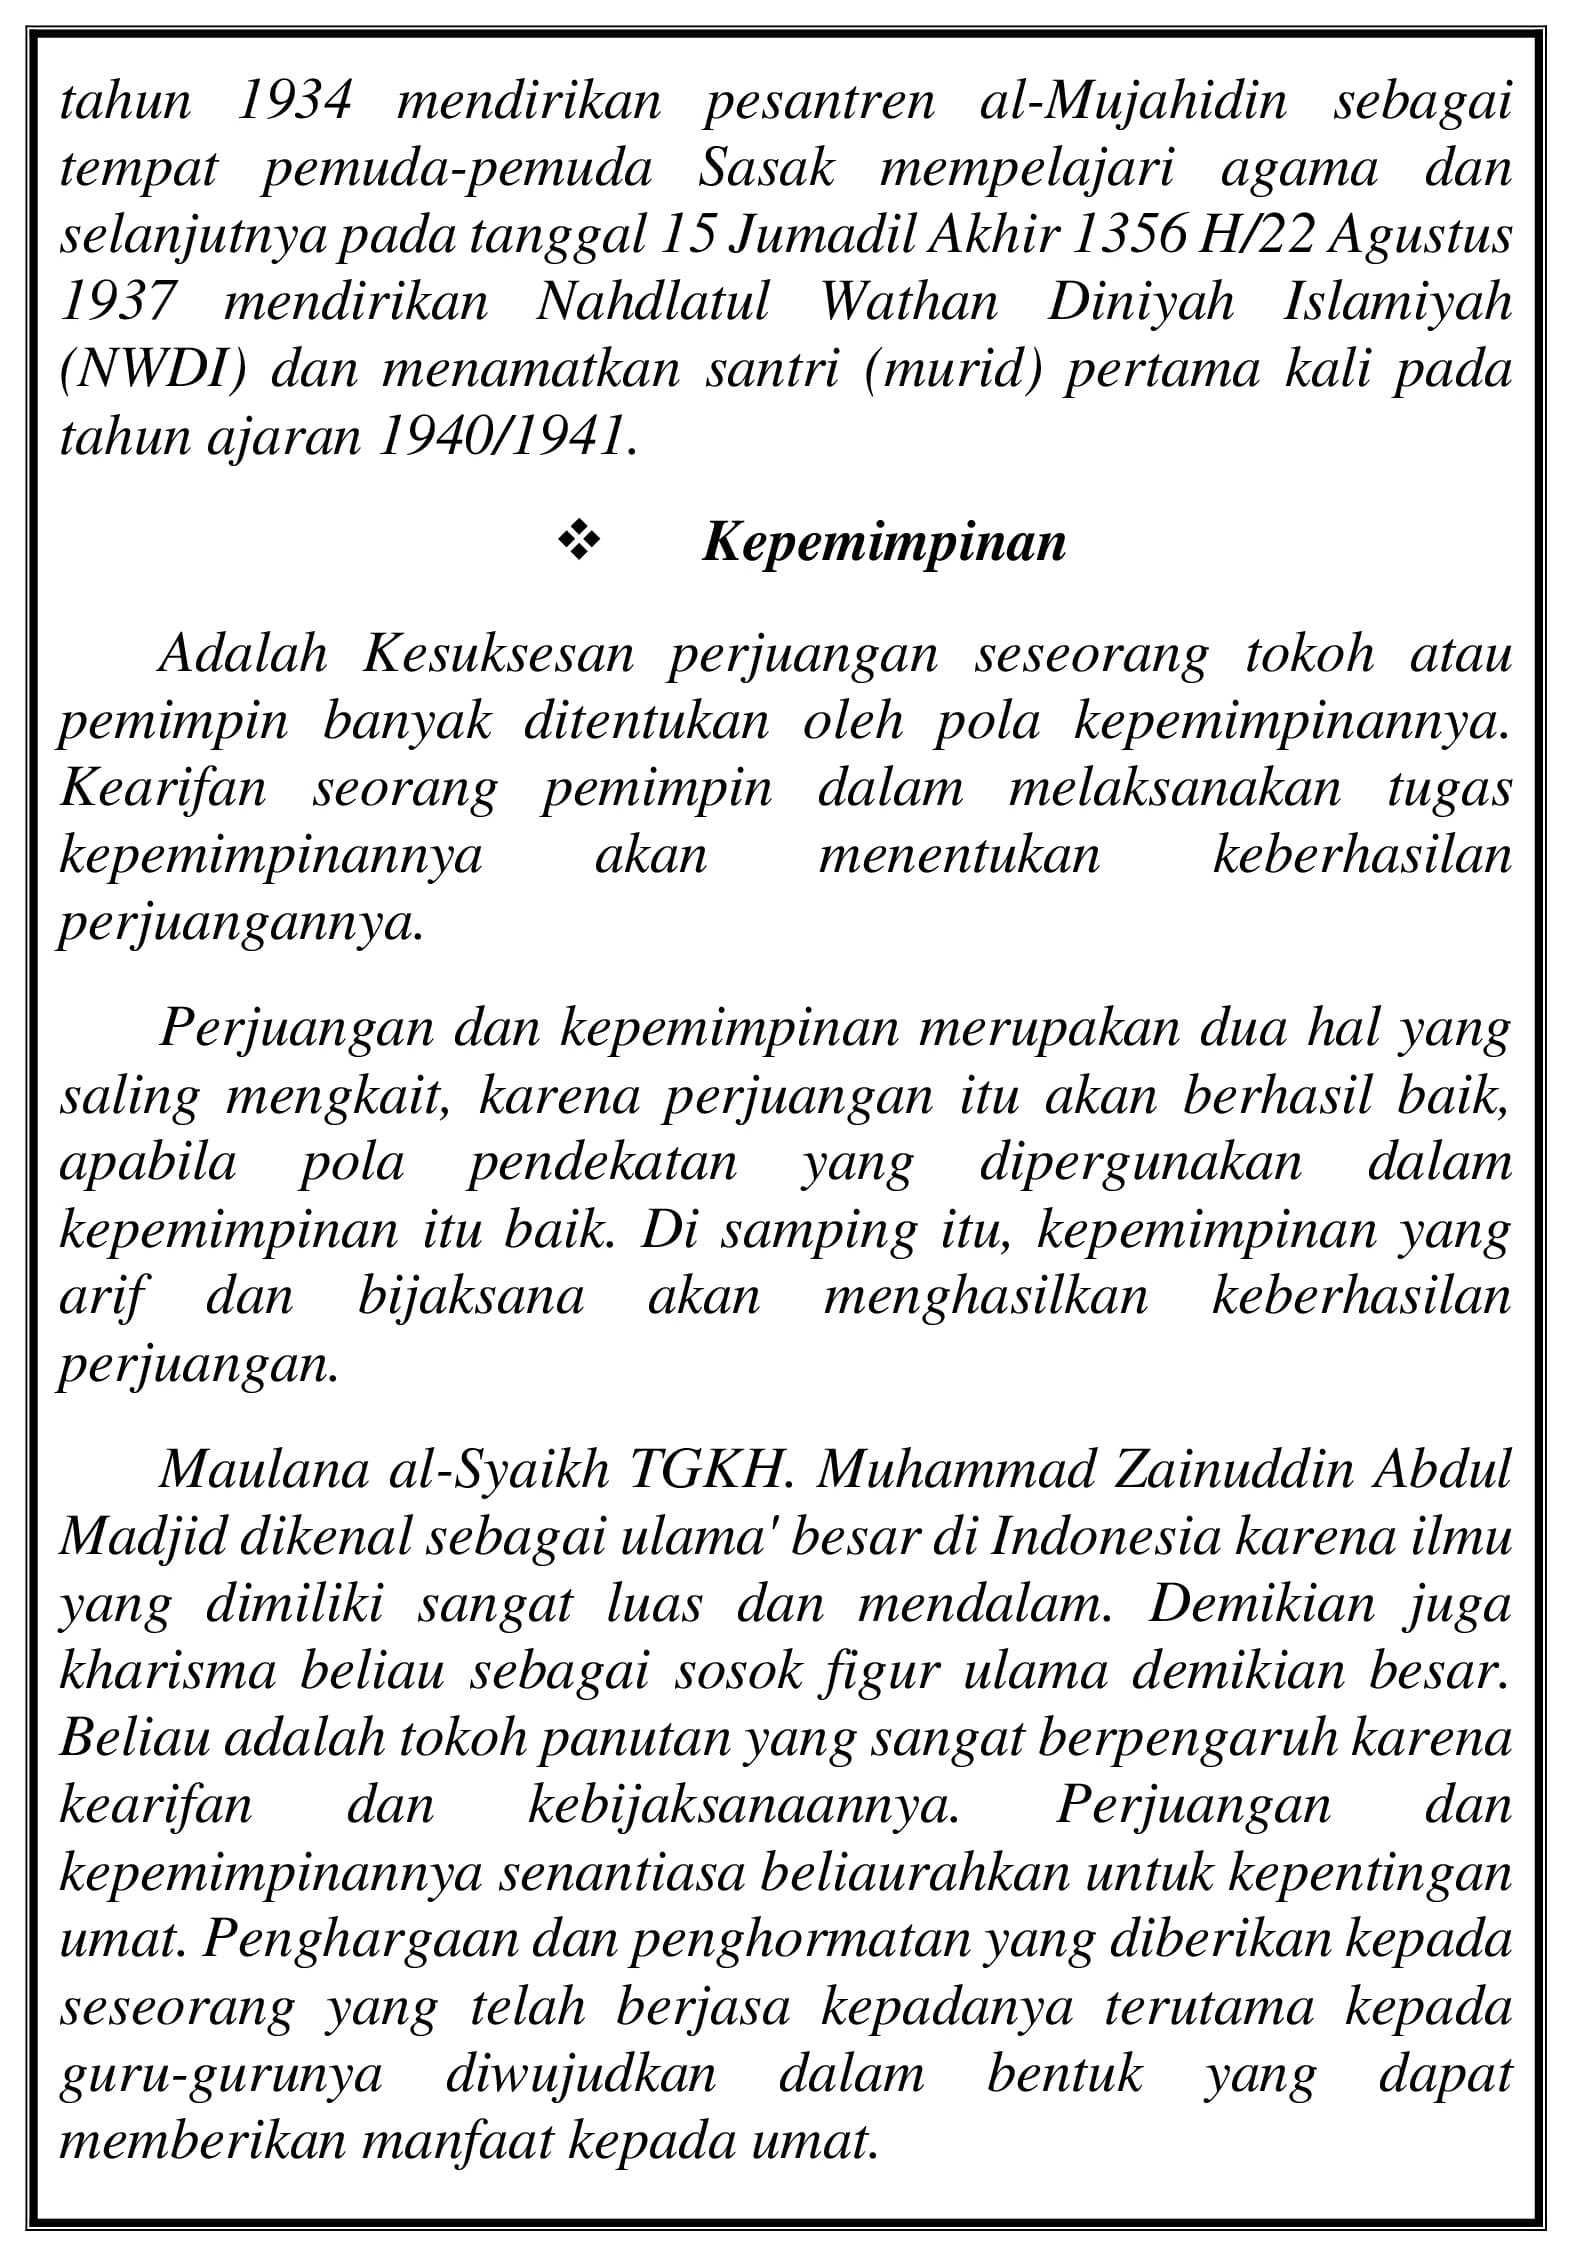 tahun 1934 mendirikan pesantren al-Mujahidin sebagai
tempat pemuda-pemuda Sasak mempelajari agama dan
selanjutnya pada tanggal 15 Jumadil Akhir 1356 H/22 Agustus
1937 mendirikan Nahdlatul Wathan Diniyah Islamiyah
(NWDI) dan menamatkan santri (murid) pertama kali pada
tahun ajaran 1940/1941.
❖ Kepemimpinan
Adalah Kesuksesan perjuangan seseorang tokoh atau
pemimpin banyak ditentukan oleh pola kepemimpinannya.
Kearifan seorang pemimpin dalam melaksanakan tugas
kepemimpinannya akan menentukan keberhasilan
perjuangannya.
Perjuangan dan kepemimpinan merupakan dua hal yang
saling mengkait, karena perjuangan itu akan berhasil baik,
apabila pola pendekatan yang dipergunakan dalam
kepemimpinan itu baik. Di samping itu, kepemimpinan yang
arif dan bijaksana akan menghasilkan keberhasilan
perjuangan.
Maulana al-Syaikh TGKH. Muhammad Zainuddin Abdul
Madjid dikenal sebagai ulama' besar di Indonesia karena ilmu
yang dimiliki sangat luas dan mendalam. Demikian juga
kharisma beliau sebagai sosok figur ulama demikian besar.
Beliau adalah tokoh panutan yang sangat berpengaruh karena
kearifan dan kebijaksanaannya. Perjuangan dan
kepemimpinannya senantiasa beliaurahkan untuk kepentingan
umat. Penghargaan dan penghormatan yang diberikan kepada
seseorang yang telah berjasa kepadanya terutama kepada
guru-gurunya diwujudkan dalam bentuk yang dapat
memberikan manfaat kepada umat.